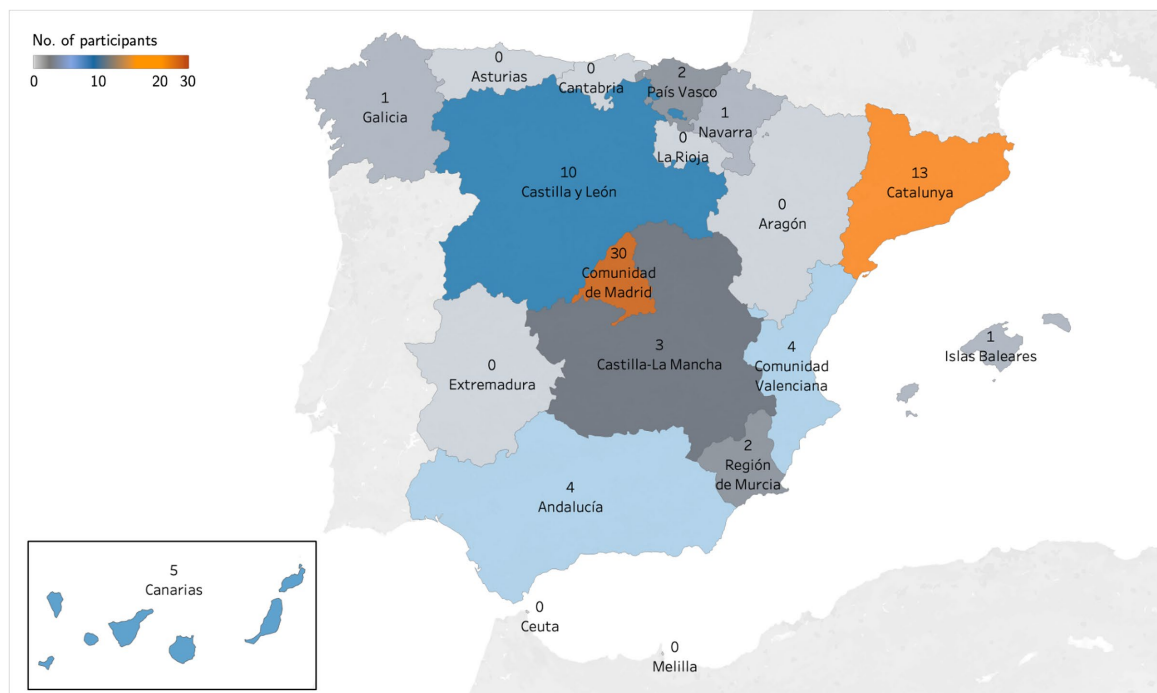 No. of participants
0 10 20 30
0
Asturias
0
Cantabria
2
País Vasco
1
Galicia
1
Navarra
0
La Rioja
10
Castilla y León
13
Catalunya
0
Aragón
30
Comunidad
de Madrid
3
Castilla-La Mancha
4
Comunidad
Valenciana
1
Islas Baleares
0
Extremadura
2
Región
de Murcia
4
Andalucía
5
Canarias
0
Ceuta
0
Melilla